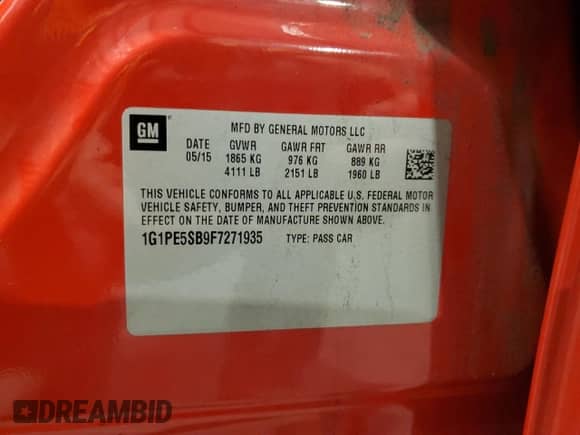 GM
MFD BY GENERAL MOTORS LLC
DATE GVWR GAWR FRT GAWR RR
05/15 1865 KG 976 KG 889 KG
4111 LB 2151 LB 1960 LB
THIS VEHICLE CONFORMS TO ALL APPLICABLE U.S. FEDERAL MOTOR
VEHICLE SAFETY, BUMPER, AND THEFT PREVENTION STANDARDS IN
EFFECT ON THE DATE OF MANUFACTURE SHOWN ABOVE.
1G1PE5SB9F7271935 TYPE: PASS CAR
DREAMBID